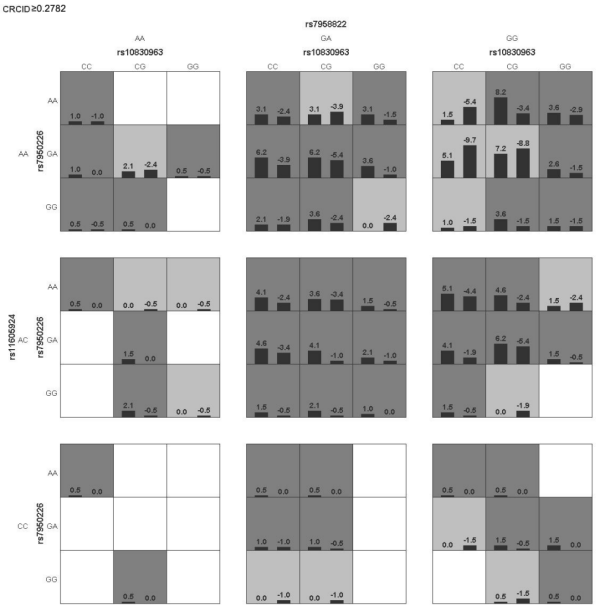 CRCID≥0.2782
rs7958822
AA GA GG
rs10830963 rs10830963 rs10830963
CC CG GG CC CG GG CC CG GG
rs11605924
AA
rs7950226
AA
1.0 -1.0 3.1 -2.4 3.1 -3.9 3.1 -1.5 1.5 -5.4 8.2 -3.4 3.6 -2.9
GA
1.0 0.0 2.1 -2.4 0.5 -0.5 6.2 -3.9 6.2 -5.4 3.6 -1.0 5.1 -9.7 7.2 -8.8 2.6 -1.5
GG
0.5 -0.5 0.5 0.0 2.1 -1.9 3.6 -2.4 0.0 -2.4 1.0 -1.5 3.6 -1.5 1.5 -1.5
AC
rs7950226
AA
0.5 0.0 0.0 -0.5 0.0 -0.5 4.1 -2.4 3.6 -3.4 1.5 -0.5 5.1 -4.4 4.6 -2.4 1.5 -2.4
GA
1.5 0.0 4.6 -3.4 4.1 -1.0 2.1 -1.0 4.1 -1.9 6.2 -5.4 1.5 -0.5
GG
2.1 -0.5 0.0 -0.5 1.5 -0.5 2.1 -0.5 1.0 0.0 1.5 -0.5 0.0 -1.9
CC
rs7950226
AA
0.5 0.0 0.5 0.0 0.5 0.0 0.5 0.0 0.5 0.0
GA
1.0 -1.0 1.0 -0.5 0.0 -1.5 1.5 -0.5 1.5 0.0
GG
0.5 0.0 0.0 -1.0 0.0 -1.0 0.5 -1.5 0.5 0.0